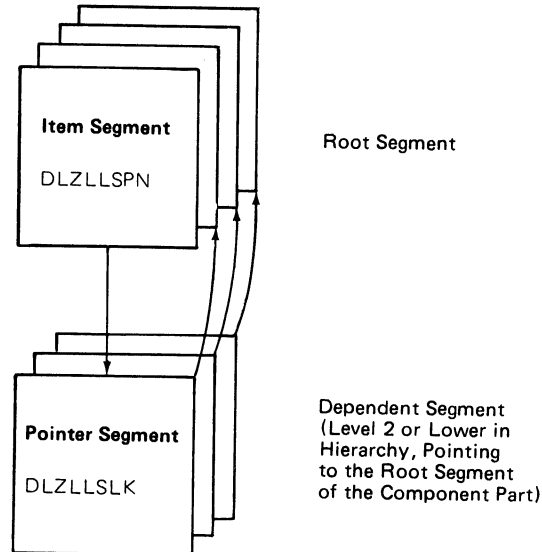 Item Segment
DLZLLSPN
Root Segment
Pointer Segment
DLZLLSLK
Dependent Segment
(Level 2 or Lower in
Hierarchy, Pointing
to the Root Segment
of the Component Part)